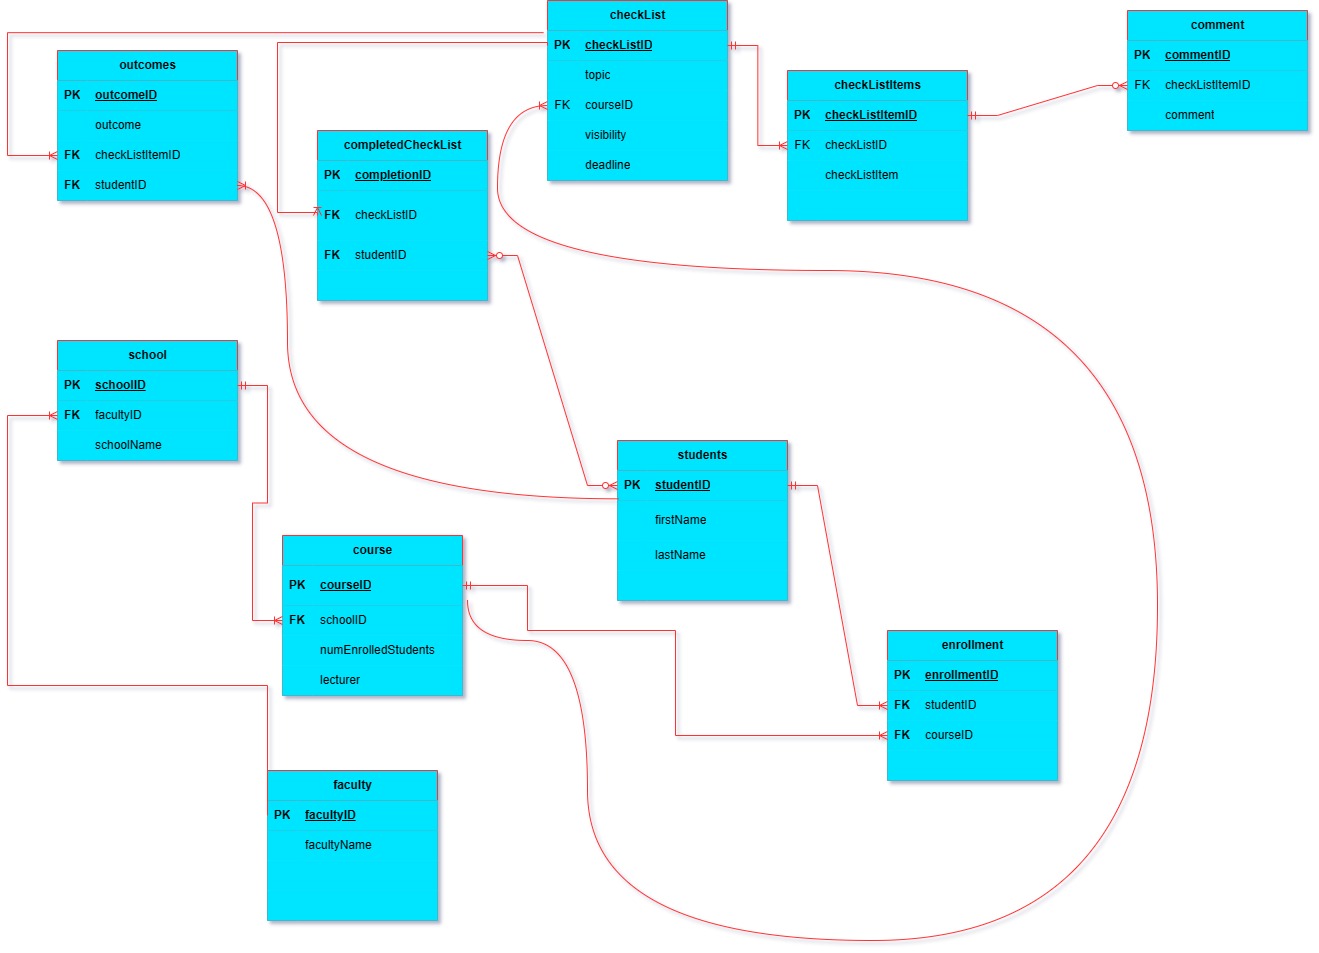 checkList
PK checkListID
topic
FK courseID
visibility
deadline
comment
PK commentID
FK checkListItemID
comment
outcomes
PK outcomeID
outcome
FK checkListItemID
FK studentID
checkListItems
PK checkListItemID
FK checkListID
checkListItem
completedCheckList
PK completionID
FK checkListID
FK studentID
school
PK schoolID
FK facultyID
schoolName
students
PK studentID
firstName
lastName
course
PK courseID
FK schoolID
numEnrolledStudents
lecturer
enrollment
PK enrollmentID
FK studentID
FK courseID
faculty
PK facultyID
facultyName